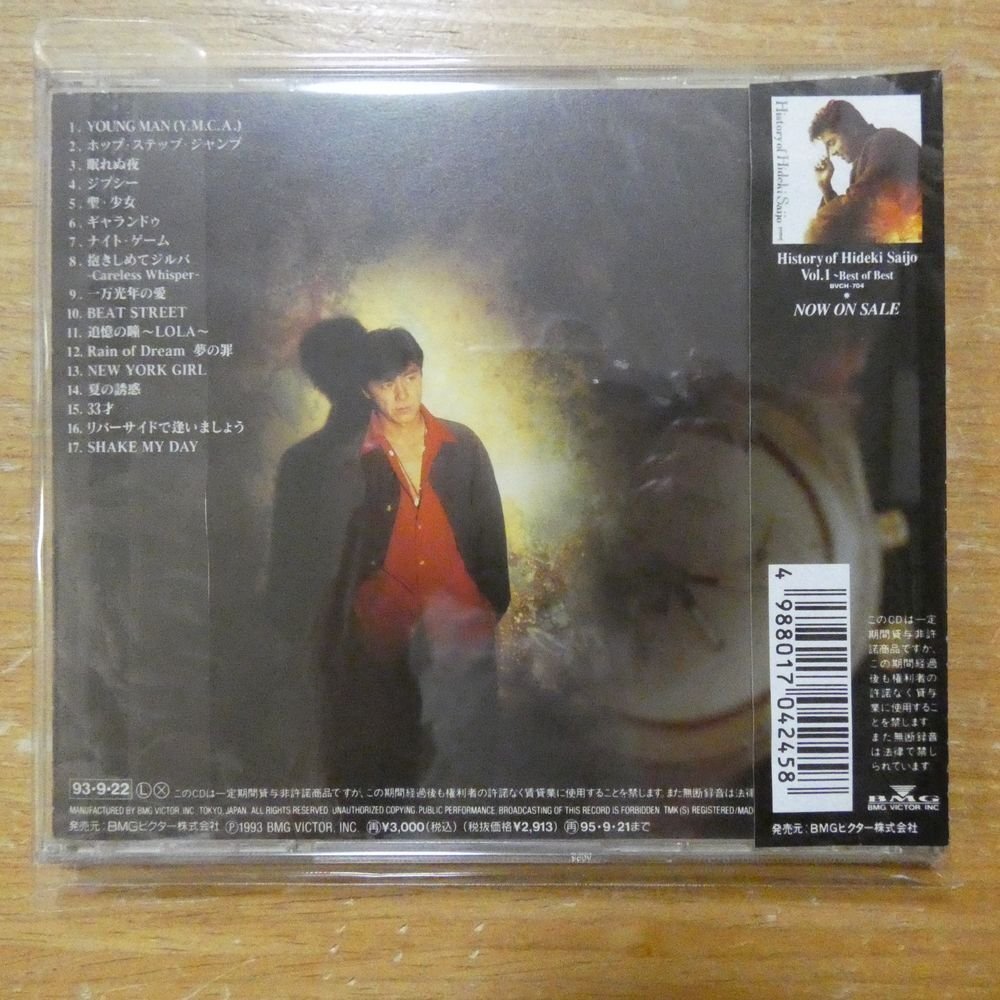 1. YOUNG MAN (Y.M.C.A.)
2. ホップ・ステップ・ジャンプ
3. 眠れぬ夜
4. ジプシー
5. 聖・少女
6. ギャランドゥ
7. ナイト・ゲーム
8. 抱きしめてジルバ
-Careless Whisper-
9. 一万光年の愛
10. BEAT STREET
11. 追憶の瞳〜LOLA〜
12. Rain of Dream 夢の罪
13. NEW YORK GIRL
14. 夏の誘惑
15. 33才
16. リバーサイドで逢いましょう
17. SHAKE MY DAY
93・9・22 Ⓛ Ⓧ このCDは一定期間貸与非許諾商品ですが、この期間経過後も権利者の許諾なく賃貸業に使用することを禁じます。また無断録音は法律
MANUFACTURED BY BMG VICTOR, INC. TOKYO, JAPAN. ALL RIGHTS RESERVED. UNAUTHORIZED COPYING, PUBLIC PERFORMANCE, BROADCASTING OF THIS RECORD IS FORBIDDEN. TMK (S) REGISTERED/MAD
発売元:BMGビクター株式会社 Ⓟ1993 BMG VICTOR, INC. ㊢¥3,000(税込)(税抜価格¥2,913) ㊢95・9・21まで
History of Hideki Saijo
History of Hideki Saijo
Vol.1 ~Best of Best
BVCH-704
NOW ON SALE
4 988017 042458
このCDは一定
期間貸与非許
諾商品ですが、
この期間経過
後も権利者の
許諾なく貸与
業に使用するこ
とを禁じます。
また無断録音
は法律で禁じ
られています。
BMG
BMG VICTOR INC
発売元:BMGビクター株式会社